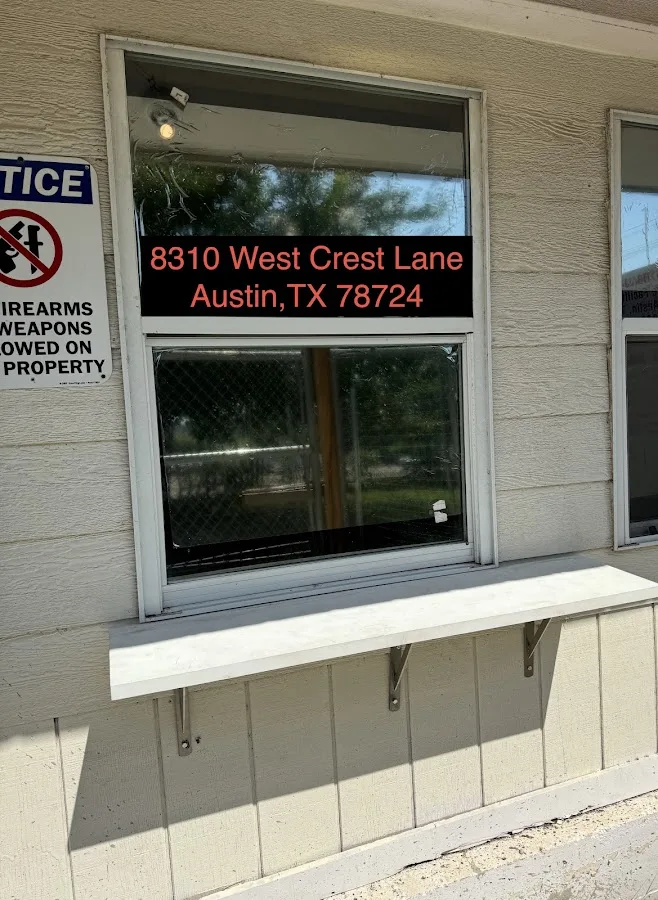 TICE
IREARMS
WEAPONS
OWED ON
PROPERTY
8310 West Crest Lane
Austin,TX 78724